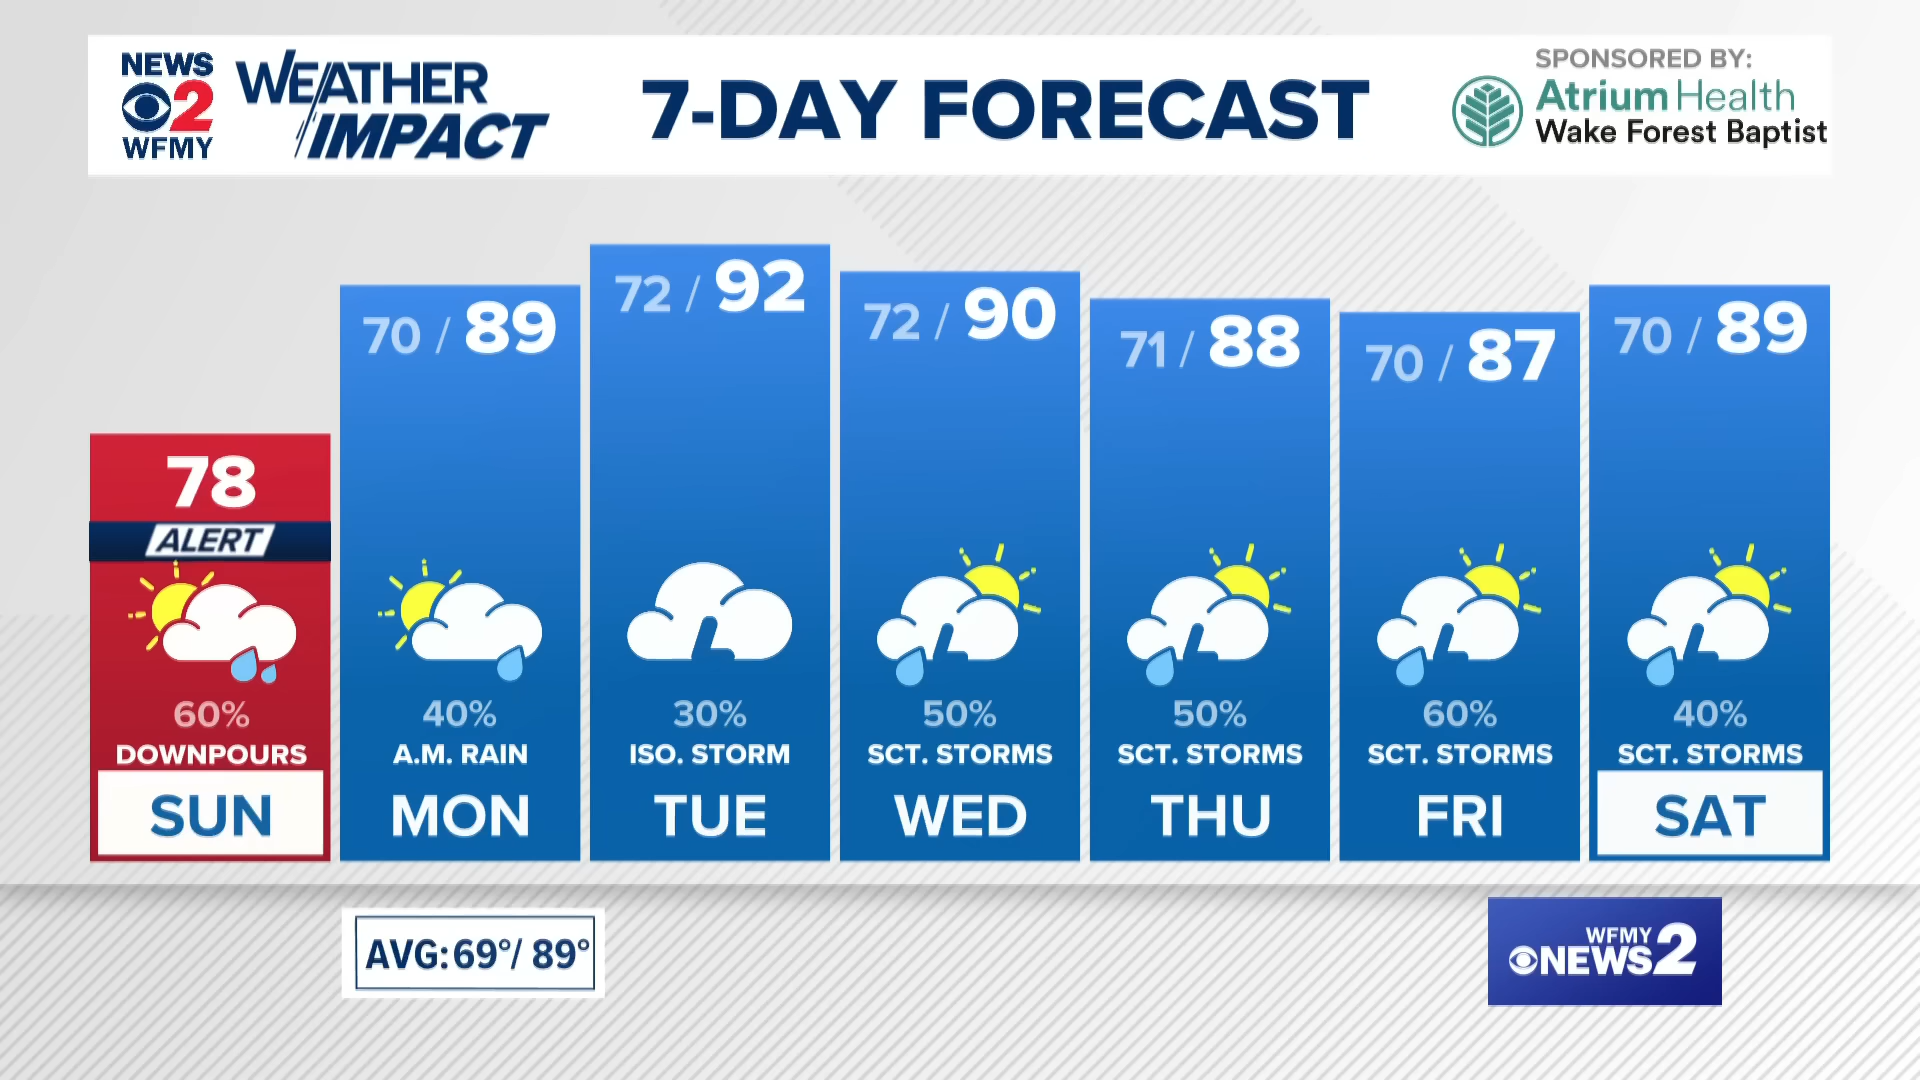 NEWS
2
WFMY
WEATHER
IMPACT
7-DAY FORECAST
SPONSORED BY:
Atrium Health
Wake Forest Baptist
78
ALERT
60%
DOWNPOURS
SUN
70 / 89
40%
A.M. RAIN
MON
72 / 92
30%
ISO. STORM
TUE
72 / 90
50%
SCT. STORMS
WED
71 / 88
50%
SCT. STORMS
THU
70 / 87
60%
SCT. STORMS
FRI
70 / 89
40%
SCT. STORMS
SAT
AVG: 69°/ 89°
WFMY
NEWS 2